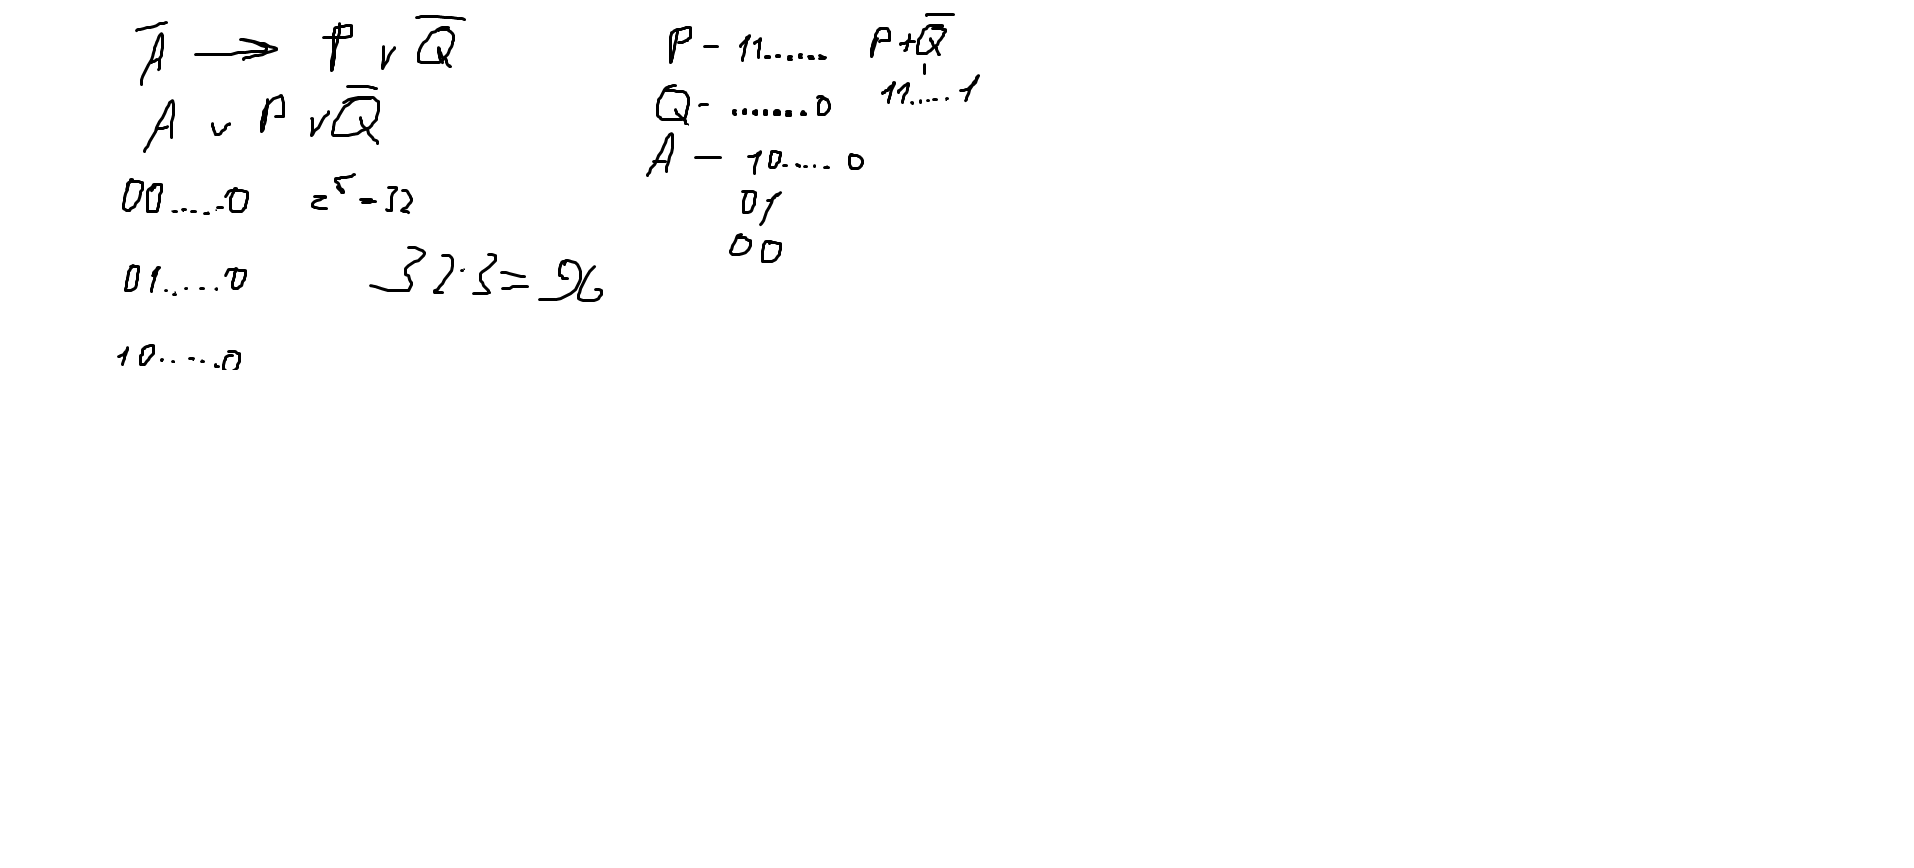 A̅ → P v Q̅
A v P v Q̅
00.....0 2⁵ = 32
01.....0 32·3=96
10.....0
P - 11...... P+Q̅
Q - .......0 11.....1
A - 10.....0
01
00